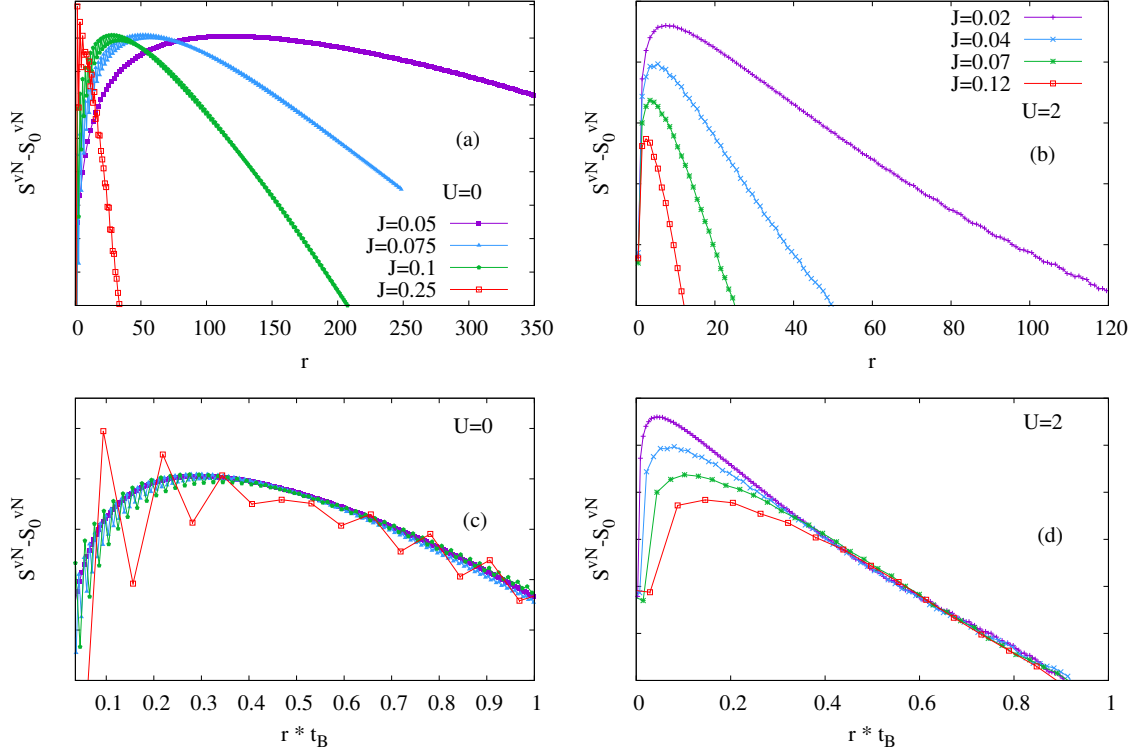 S^vN-S_0^vN
(a)
U=0
J=0.05
J=0.075
J=0.1
J=0.25
0 50 100 150 200 250 300 350
r
S^vN-S_0^vN
J=0.02
J=0.04
J=0.07
J=0.12
U=2
(b)
0 20 40 60 80 100 120
r
S^vN-S_0^vN
U=0
(c)
0.1 0.2 0.3 0.4 0.5 0.6 0.7 0.8 0.9 1
r * t_B
S^vN-S_0^vN
U=2
(d)
0 0.2 0.4 0.6 0.8 1
r * t_B